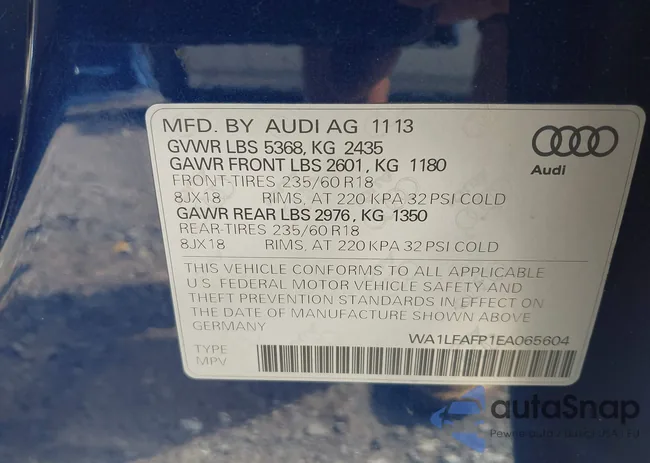 MFD. BY AUDI AG 11 13
GVWR LBS 5368, KG 2435
GAWR FRONT LBS 2601, KG 1180
FRONT-TIRES 235/60 R18
8JX18 RIMS, AT 220 KPA 32 PSI COLD
GAWR REAR LBS 2976, KG 1350
REAR-TIRES 235/60 R18
8JX18 RIMS, AT 220 KPA 32 PSI COLD
Audi
THIS VEHICLE CONFORMS TO ALL APPLICABLE
U.S. FEDERAL MOTOR VEHICLE SAFETY AND
THEFT PREVENTION STANDARDS IN EFFECT ON
THE DATE OF MANUFACTURE SHOWN ABOVE
GERMANY
WA1LFAFP1EA065604
TYPE
MPV
autoSnap